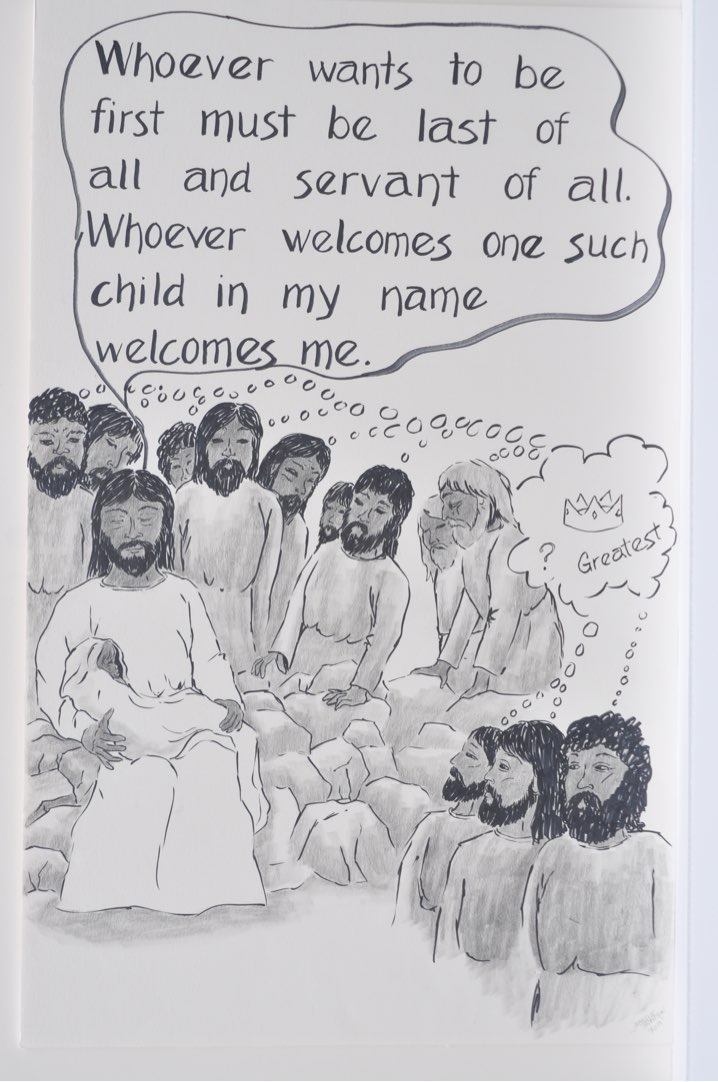 Whoever wants to be
first must be last of
all and servant of all.
Whoever welcomes one such
child in my name
welcomes me.
? Greatest